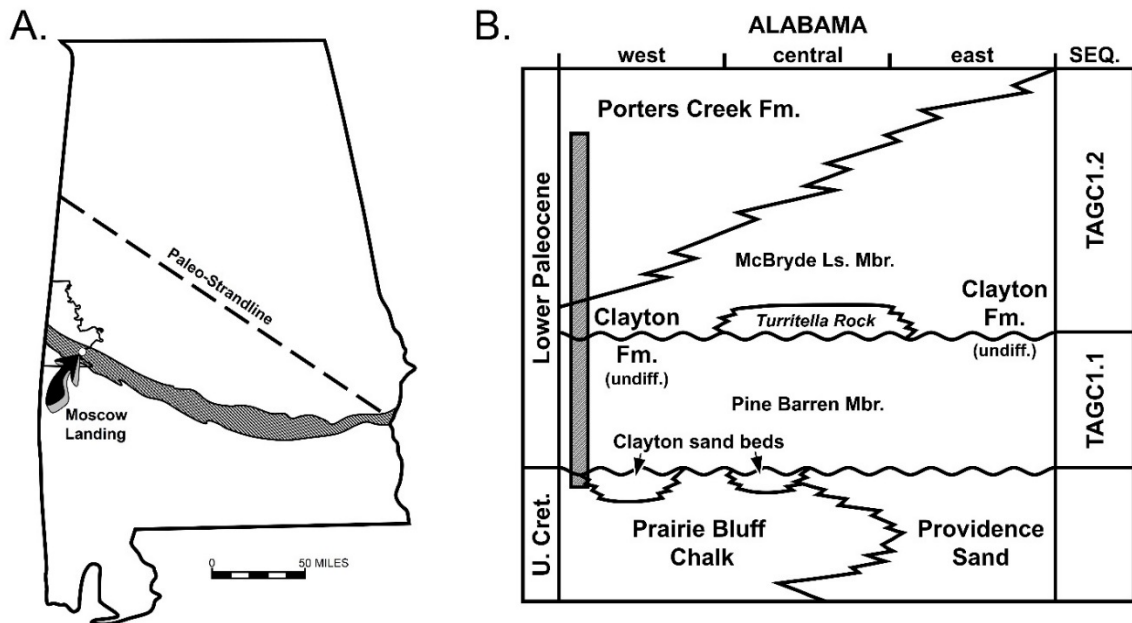 A.
Paleo-Strandline
Moscow
Landing
0
50 MILES
B.
ALABAMA
west
central
east
SEQ.
Lower Paleocene
U. Cret.
Porters Creek Fm.
McBryde Ls. Mbr.
Clayton
Fm.
(undiff.)
Turritella Rock
Clayton
Fm.
(undiff.)
Pine Barren Mbr.
Clayton sand beds
Prairie Bluff
Chalk
Providence
Sand
TAGC1.2
TAGC1.1